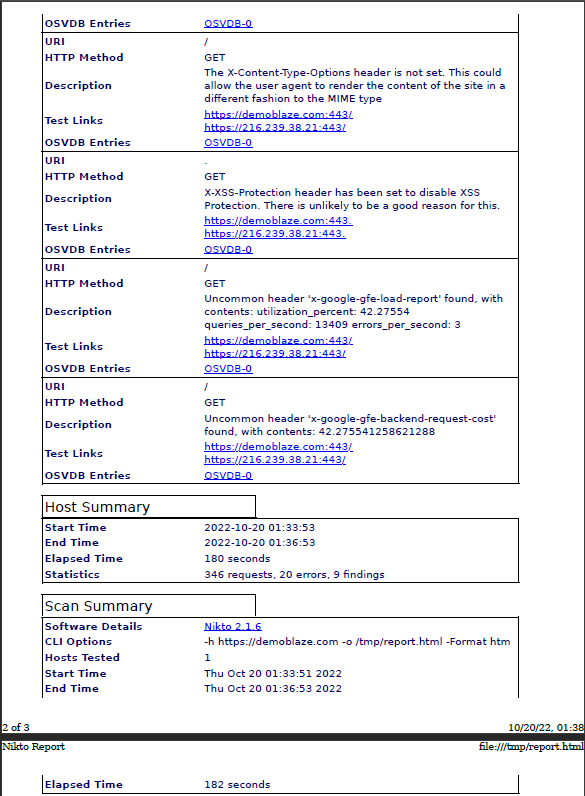 OSVDB Entries OSVDB-0
URI /
HTTP Method GET
Description The X-Content-Type-Options header is not set. This could
allow the user agent to render the content of the site in a
different fashion to the MIME type
Test Links https://demoblaze.com:443/
https://216.239.38.21:443/
OSVDB Entries OSVDB-0
URI .
HTTP Method GET
Description X-XSS-Protection header has been set to disable XSS
Protection. There is unlikely to be a good reason for this.
Test Links https://demoblaze.com:443.
https://216.239.38.21:443.
OSVDB Entries OSVDB-0
URI /
HTTP Method GET
Description Uncommon header 'x-google-gfe-load-report' found, with
contents: utilization_percent: 42.27554
queries_per_second: 13409 errors_per_second: 3
Test Links https://demoblaze.com:443/
https://216.239.38.21:443/
OSVDB Entries OSVDB-0
URI /
HTTP Method GET
Description Uncommon header 'x-google-gfe-backend-request-cost'
found, with contents: 42.275541258621288
Test Links https://demoblaze.com:443/
https://216.239.38.21:443/
OSVDB Entries OSVDB-0
Host Summary
Start Time 2022-10-20 01:33:53
End Time 2022-10-20 01:36:53
Elapsed Time 180 seconds
Statistics 346 requests, 20 errors, 9 findings
Scan Summary
Software Details Nikto 2.1.6
CLI Options -h https://demoblaze.com -o /tmp/report.html -Format htm
Hosts Tested 1
Start Time Thu Oct 20 01:33:51 2022
End Time Thu Oct 20 01:36:53 2022
2 of 3 10/20/22, 01:38
Nikto Report file:///tmp/report.html
Elapsed Time 182 seconds